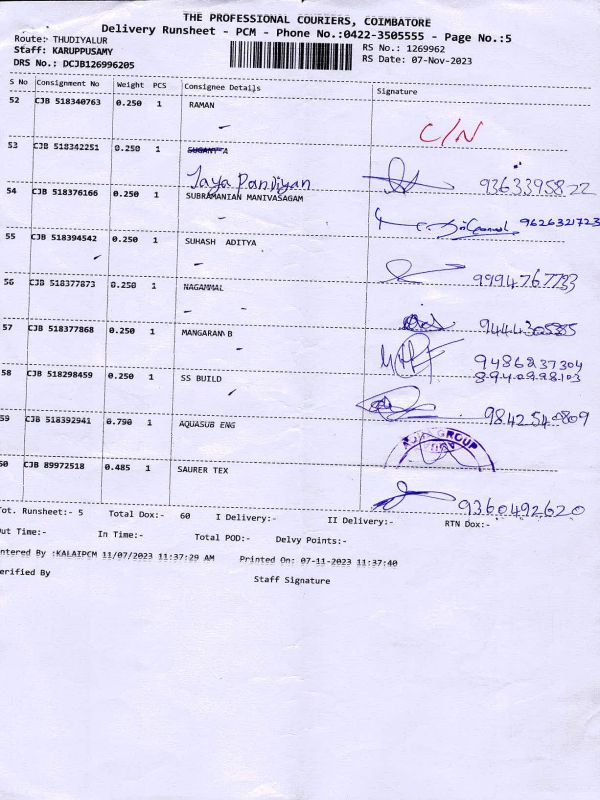 THE PROFESSIONAL COURIERS, COIMBATORE
Delivery Runsheet - PCM - Phone No.:0422-3505555 - Page No.:5
Route:- THUDIYALUR
RS No.: 1269962
Staff: KARUPPUSAMY
RS Date: 07-Nov-2023
DRS No.: DCJB126996205
S No Consignment No Weight PCS Consignee Details Signature
52 CJB 518340763 0.250 1 RAMAN
C/N
53 CJB 518342251 0.250 1 A
Jaya Pandiyan 9363395822
54 CJB 518376166 0.250 1 SUBRAMANIAN MANIVASAGAM
9626321723
55 CJB 518394542 0.250 1 SUHASH ADITYA
9994767733
56 CJB 518377873 0.250 1 NAGAMMAL
9444430585
57 CJB 518377868 0.250 1 MANGARAN B
9486837304
8940998103
58 CJB 518298459 0.250 1 SS BUILD
9842540809
59 CJB 518392941 0.790 1 AQUASUB ENG
GROUP
60 CJB 89972518 0.485 1 SAURER TEX
9360492620
Tot. Runsheet:- 5 Total Dox:- 60 I Delivery:- II Delivery:- RTN Dox:-
Out Time:- In Time:- Total POD:- Delvy Points:-
ntered By :KALAIPCM 11/07/2023 11:37:29 AM Printed On: 07-11-2023 11:37:40
erified By
Staff Signature